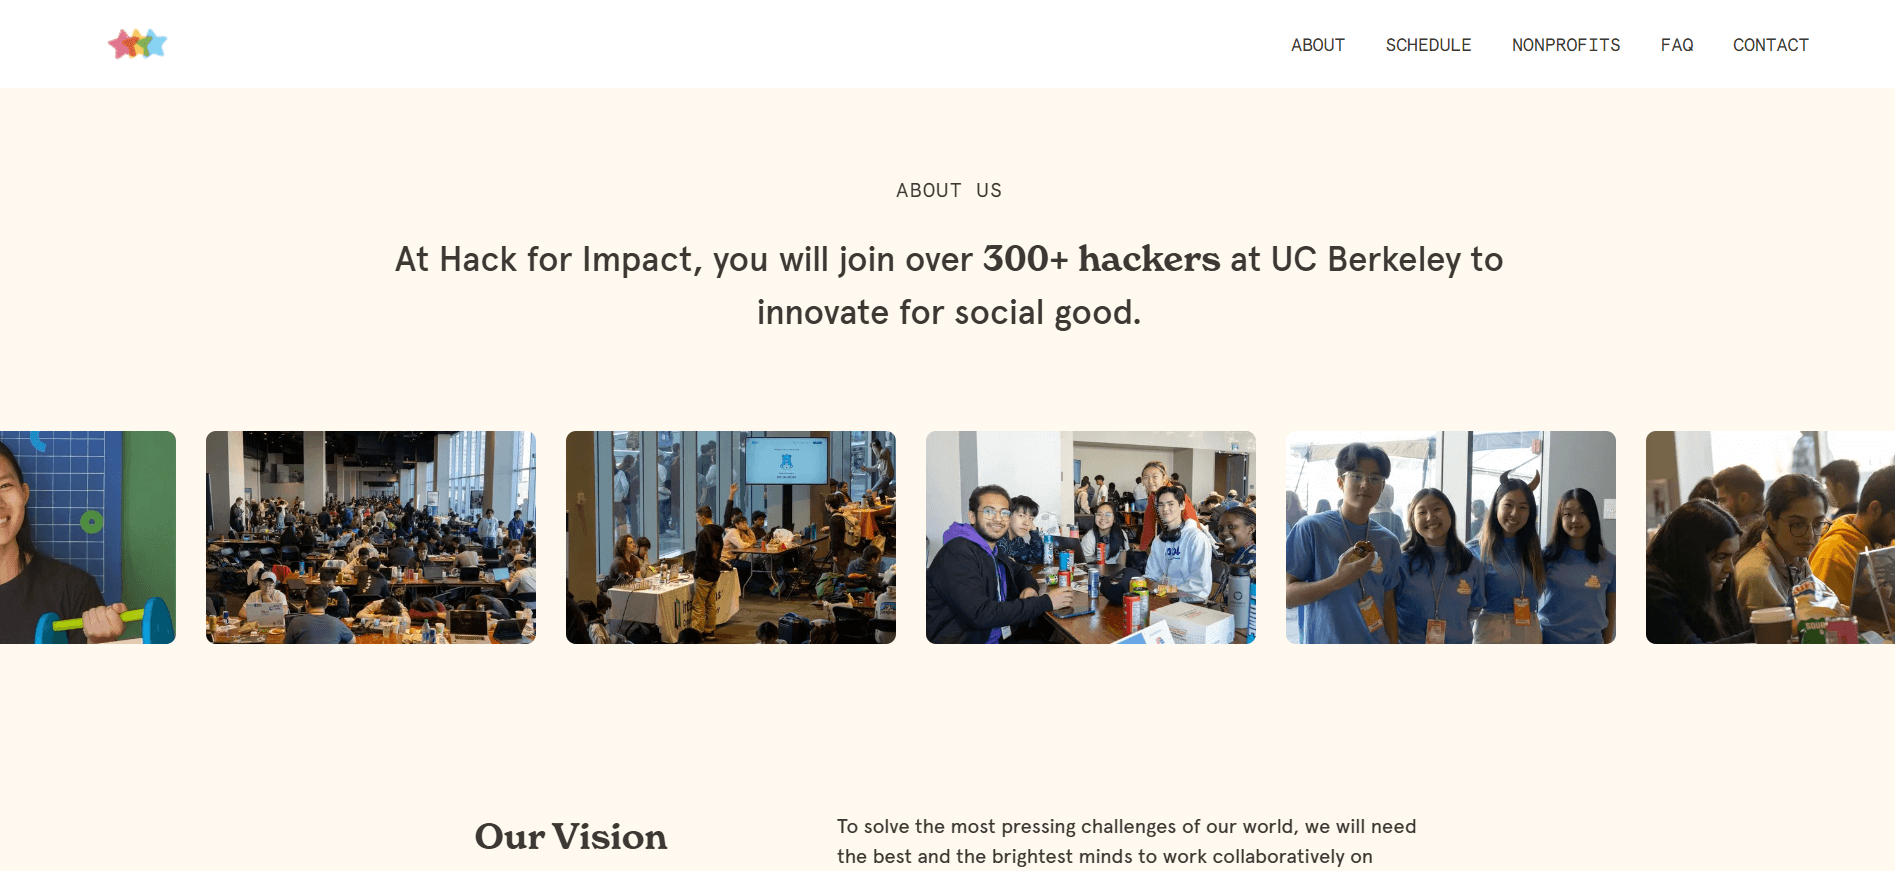 ABOUT SCHEDULE NONPROFITS FAQ CONTACT
ABOUT US
At Hack for Impact, you will join over 300+ hackers at UC Berkeley to
innovate for social good.
Our Vision
To solve the most pressing challenges of our world, we will need
the best and the brightest minds to work collaboratively on